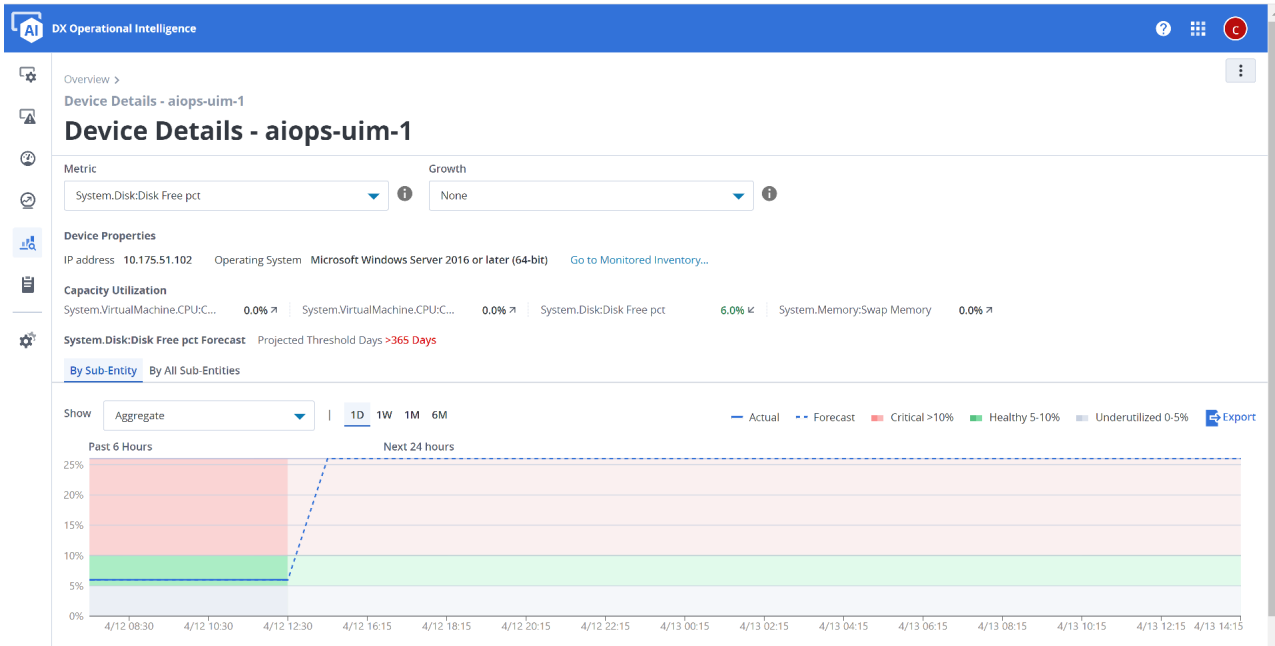 AI DX Operational Intelligence ? C
Overview >
Device Details - aiops-uim-1
Device Details - aiops-uim-1
Metric Growth
System.Disk:Disk Free pct i None i
Device Properties
IP address 10.175.51.102 Operating System Microsoft Windows Server 2016 or later (64-bit) Go to Monitored Inventory...
Capacity Utilization
System.VirtualMachine.CPU:C... 0.0% ↗ System.VirtualMachine.CPU:C... 0.0% ↗ System.Disk:Disk Free pct 6.0% ↙ System.Memory:Swap Memory 0.0% ↗
System.Disk:Disk Free pct Forecast Projected Threshold Days >365 Days
By Sub-Entity By All Sub-Entities
Show Aggregate | 1D 1W 1M 6M Actual Forecast Critical >10% Healthy 5-10% Underutilized 0-5% Export
Past 6 Hours Next 24 hours
25%
20%
15%
10%
5%
0%
4/12 08:30 4/12 10:30 4/12 12:30 4/12 16:15 4/12 18:15 4/12 20:15 4/12 22:15 4/13 00:15 4/13 02:15 4/13 04:15 4/13 06:15 4/13 08:15 4/13 10:15 4/13 12:15 4/13 14:15